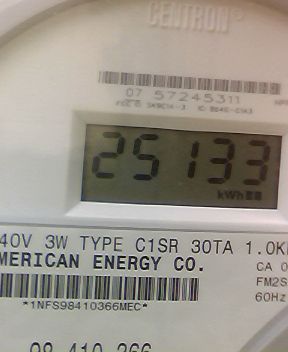 CENTRON®
07 57245311
25133
kWh
40V 3W TYPE C1SR 30TA 1.0K
MERICAN ENERGY CO.
CA 0
FM2S
*1NFS98410366MEC*
60Hz
98 410 366